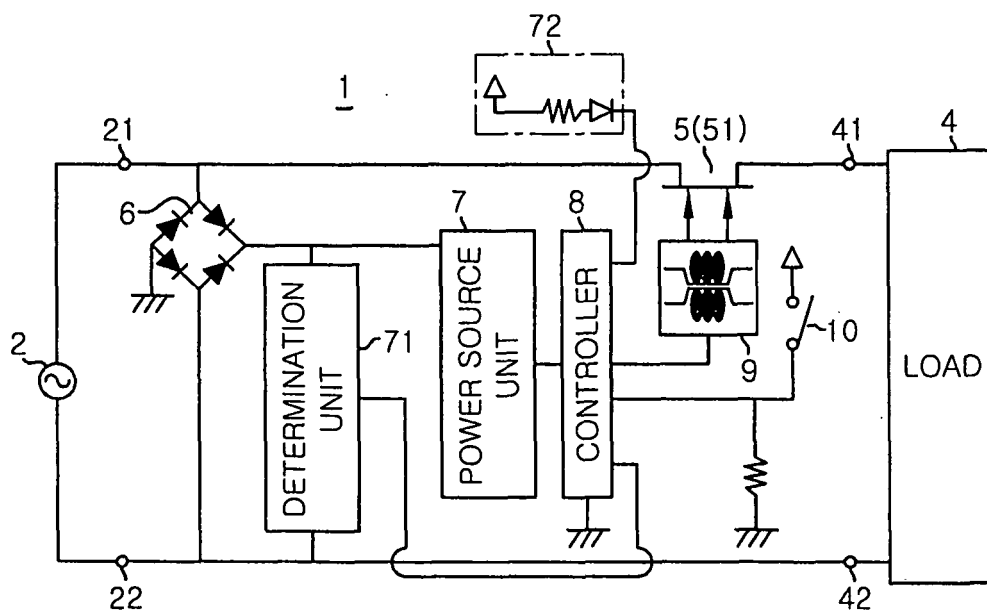 72
1
21
5(51)
41
4
6
7
8
DETERMINATION
UNIT
71
POWER SOURCE
UNIT
CONTROLLER
9
10
LOAD
2
22
42